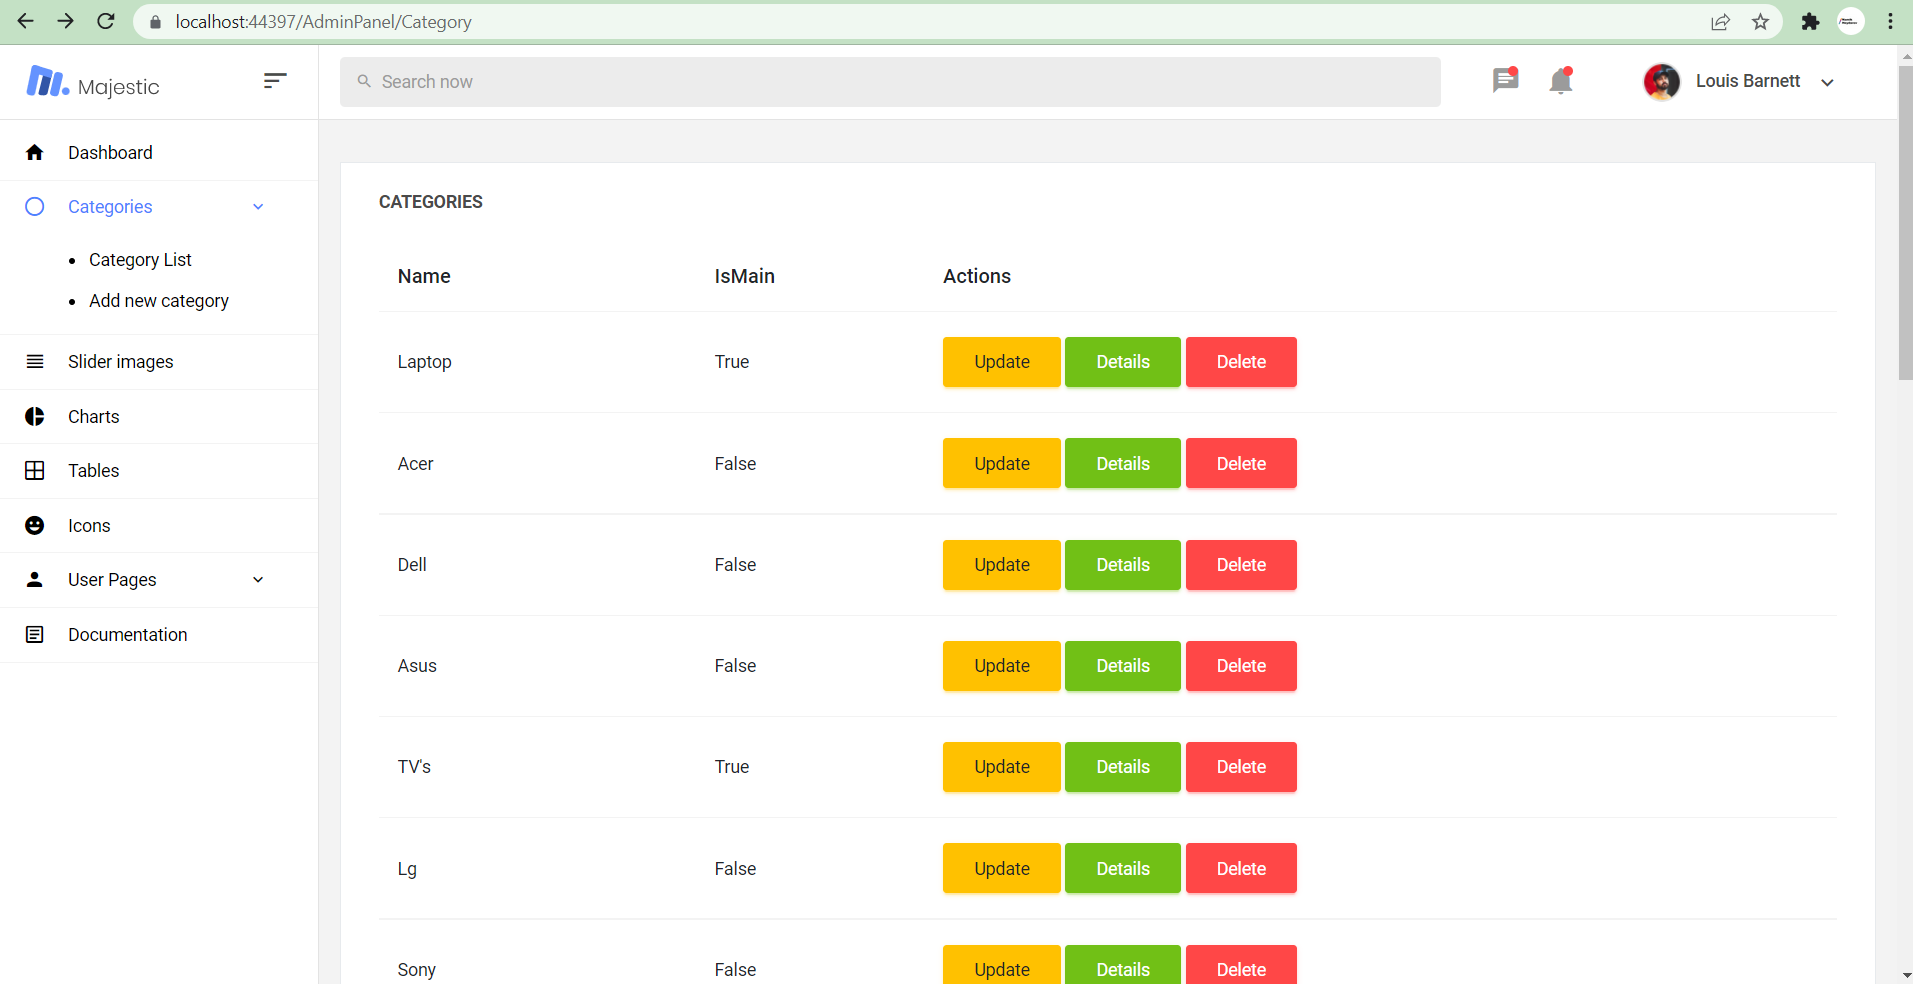 localhost:44397/AdminPanel/Category
Majestic
Search now
Louis Barnett
Dashboard
Categories
Category List
Add new category
Slider images
Charts
Tables
Icons
User Pages
Documentation
CATEGORIES
Name IsMain Actions
Laptop True Update Details Delete
Acer False Update Details Delete
Dell False Update Details Delete
Asus False Update Details Delete
TV's True Update Details Delete
Lg False Update Details Delete
Sony False Update Details Delete